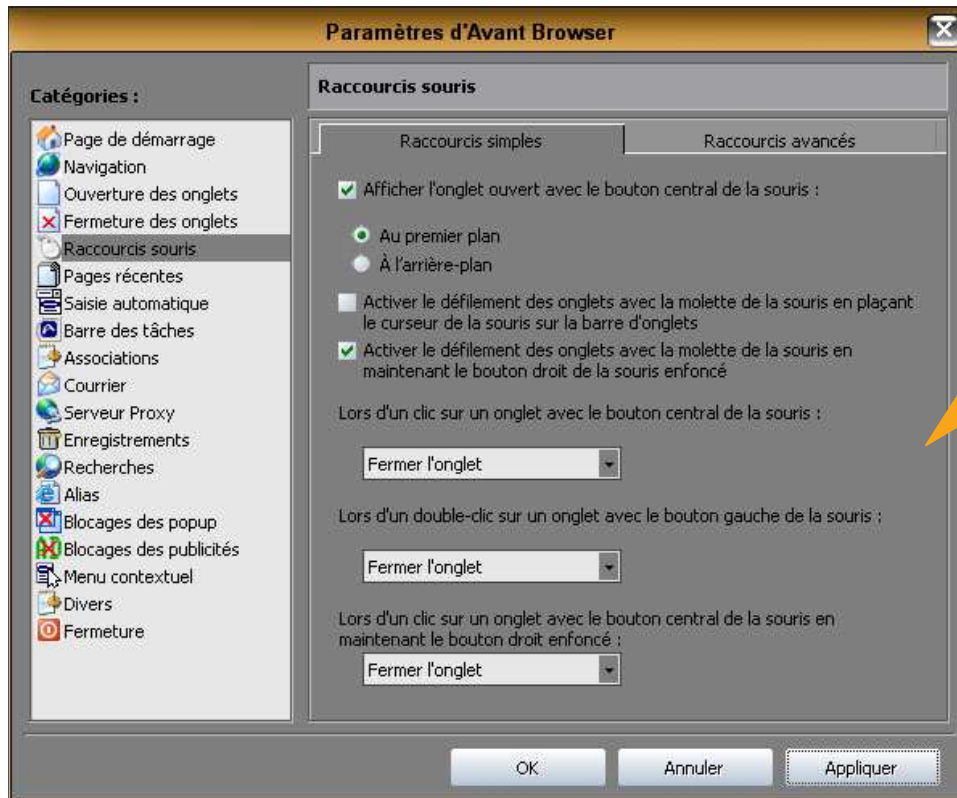 Paramètres d'Avant Browser
Catégories :
Page de démarrage
Navigation
Ouverture des onglets
Fermeture des onglets
Raccourcis souris
Pages récentes
Saisie automatique
Barre des tâches
Associations
Courrier
Serveur Proxy
Enregistrements
Recherches
Alias
Blocages des popup
Blocages des publicités
Menu contextuel
Divers
Fermeture
Raccourcis souris
Raccourcis simples
Raccourcis avancés
Afficher l'onglet ouvert avec le bouton central de la souris :
Au premier plan
À l'arrière-plan
Activer le défilement des onglets avec la molette de la souris en plaçant
le curseur de la souris sur la barre d'onglets
Activer le défilement des onglets avec la molette de la souris en
maintenant le bouton droit de la souris enfoncé
Lors d'un clic sur un onglet avec le bouton central de la souris :
Fermer l'onglet
Lors d'un double-clic sur un onglet avec le bouton gauche de la souris :
Fermer l'onglet
Lors d'un clic sur un onglet avec le bouton central de la souris en
maintenant le bouton droit enfoncé :
Fermer l'onglet
OK
Annuler
Appliquer